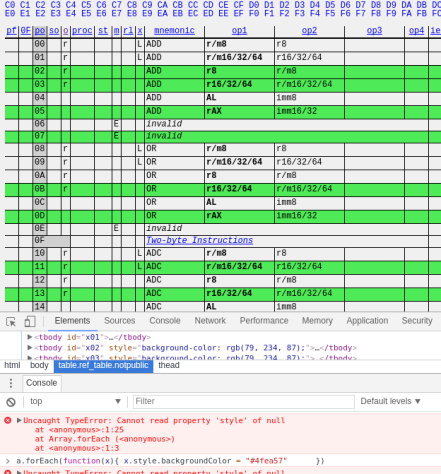 C0 C1 C2 C3 C4 C5 C6 C7 C8 C9 CA CB CC CD CE CF D0 D1 D2 D3 D4 D5 D6 D7 D8 D9 DA DB DC
E0 E1 E2 E3 E4 E5 E6 E7 E8 E9 EA EB EC ED EE EF F0 F1 F2 F3 F4 F5 F6 F7 F8 F9 FA FB FC
pf 0F po so o proc st m rl x mnemonic op1 op2 op3 op4 ie
00 r L ADD r/m8 r8
01 r L ADD r/m16/32/64 r16/32/64
02 r ADD r8 r/m8
03 r ADD r16/32/64 r/m16/32/64
04 ADD AL imm8
05 ADD rAX imm16/32
06 E invalid
07 E invalid
08 r L OR r/m8 r8
09 r L OR r/m16/32/64 r16/32/64
0A r OR r8 r/m8
0B r OR r16/32/64 r/m16/32/64
0C OR AL imm8
0D OR rAX imm16/32
0E E invalid
0F Two-byte Instructions
10 r L ADC r/m8 r8
11 r L ADC r/m16/32/64 r16/32/64
12 r ADC r8 r/m8
13 r ADC r16/32/64 r/m16/32/64
14 ADC AL imm8
Elements Sources Console Network Performance Memory Application Security
▶<tbody id="x01">…</tbody>
▶<tbody id="x02" style="background-color: rgb(79, 234, 87);">…</tbody>
▶<tbody id="x03" style="background-color: rgb(79, 234, 87);">…</tbody>
html body table.ref_table.notpublic thead
Console
top Filter Default levels ▼
▶Uncaught TypeError: Cannot read property 'style' of null
at <anonymous>:1:25
at Array.forEach (<anonymous>)
at <anonymous>:1:3
> a.forEach(function(x){ x.style.backgroundColor = "#4fea57" })
▶Uncaught TypeError: Cannot read property 'style' of null